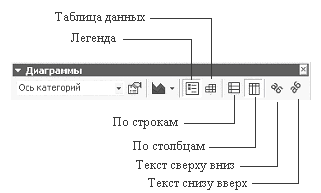 Таблица данных
Легенда
Диаграммы
Ось категорий
По строкам
По столбцам
Текст сверху вниз
Текст снизу вверх